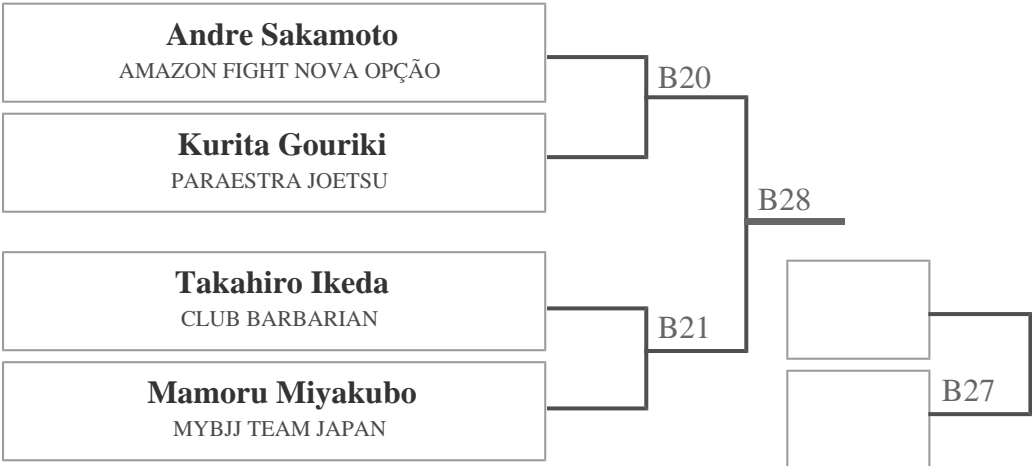 Andre Sakamoto
AMAZON FIGHT NOVA OPÇÃO
B20
Kurita Gouriki
PARAESTRA JOETSU
B28
Takahiro Ikeda
CLUB BARBARIAN
B21
Mamoru Miyakubo
MYBJJ TEAM JAPAN
B27